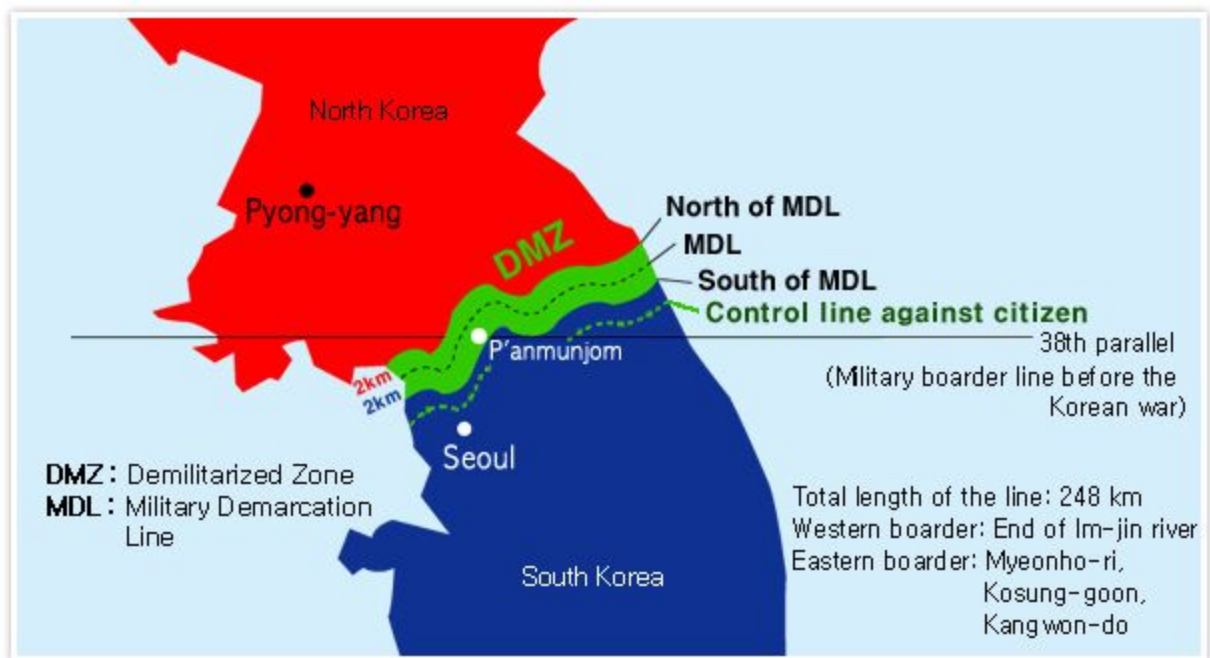 North Korea
Pyong-yang
DMZ
North of MDL
MDL
South of MDL
Control line against citizen
38th parallel
(Military boarder line before the
Korean war)
P'anmunjom
2km
2km
Seoul
South Korea
DMZ : Demilitarized Zone
MDL : Military Demarcation
Line
Total length of the line: 248 km
Western boarder: End of Im-jin river
Eastern boarder: Myeonho-ri,
Kosung-goon,
Kangwon-do